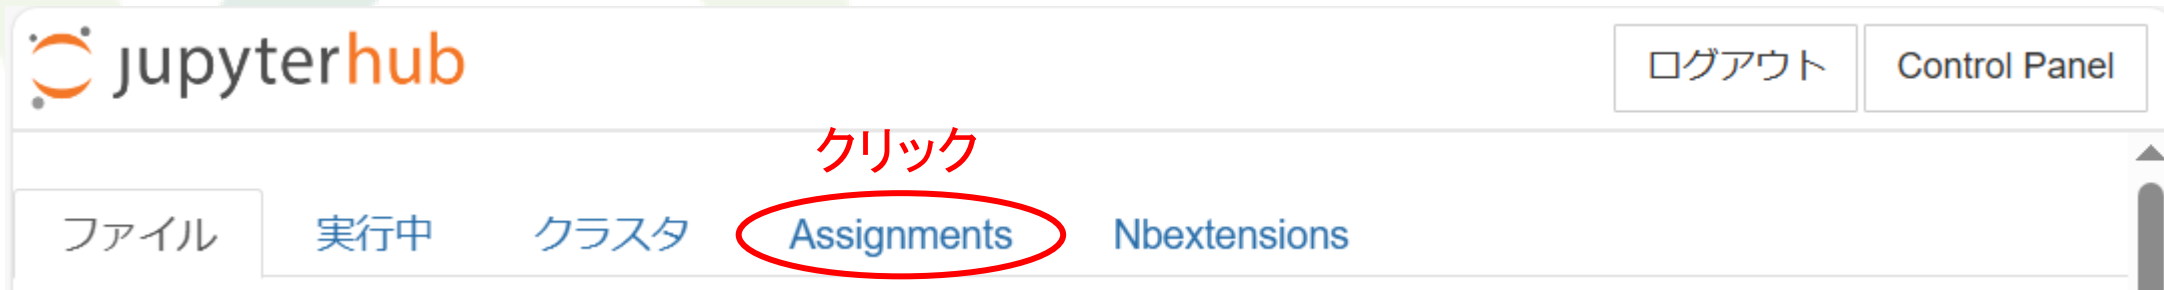 jupyterhub
ログアウト
Control Panel
クリック
ファイル
実行中
クラスタ
Assignments
Nbextensions